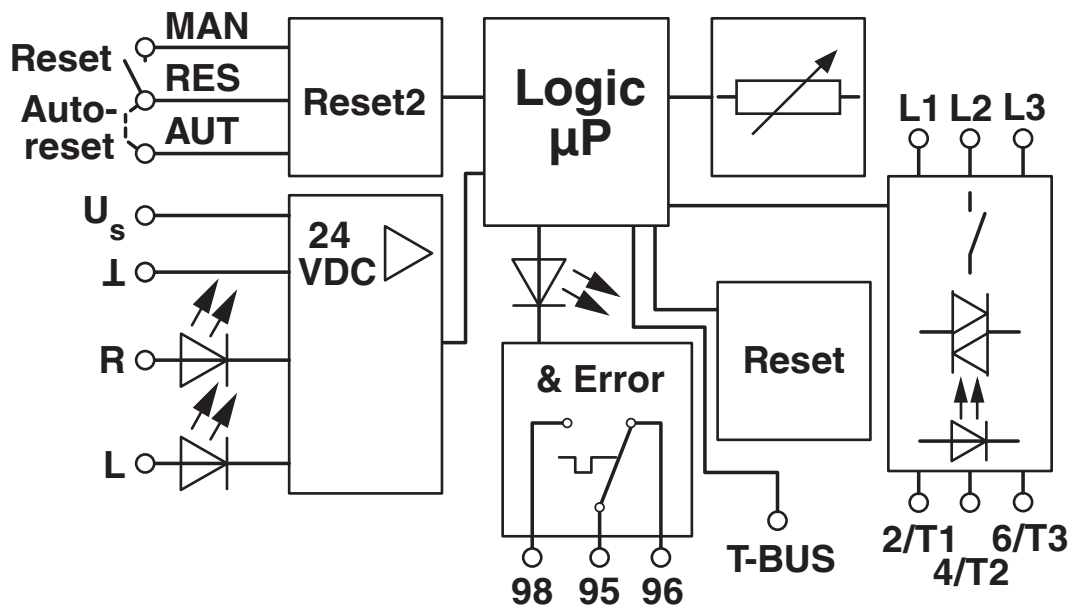 MAN
Reset
RES
Auto-
reset
AUT
Reset2
Logic
µP
L1 L2 L3
Us
⊥
24
VDC
R
L
& Error
Reset
98 95 96
T-BUS
2/T1 6/T3
4/T2